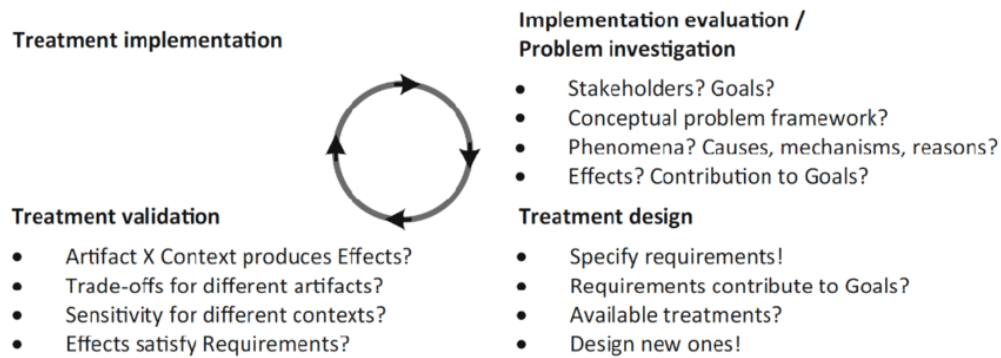 Treatment implementation
Implementation evaluation /
Problem investigation
• Stakeholders? Goals?
• Conceptual problem framework?
• Phenomena? Causes, mechanisms, reasons?
• Effects? Contribution to Goals?
Treatment validation
• Artifact X Context produces Effects?
• Trade-offs for different artifacts?
• Sensitivity for different contexts?
• Effects satisfy Requirements?
Treatment design
• Specify requirements!
• Requirements contribute to Goals?
• Available treatments?
• Design new ones!